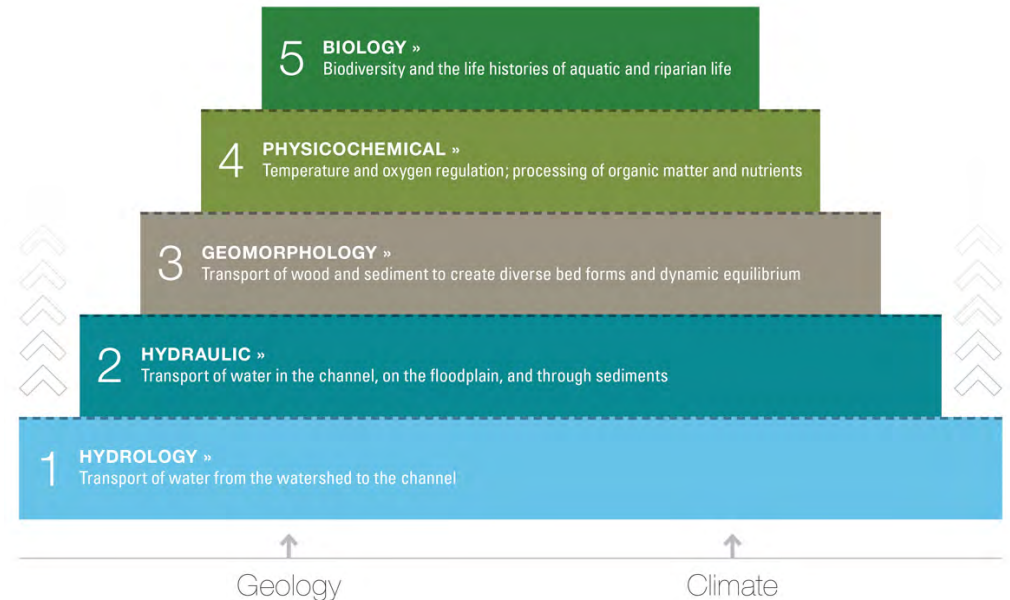 5 BIOLOGY »
Biodiversity and the life histories of aquatic and riparian life
4 PHYSICOCHEMICAL »
Temperature and oxygen regulation; processing of organic matter and nutrients
3 GEOMORPHOLOGY »
Transport of wood and sediment to create diverse bed forms and dynamic equilibrium
2 HYDRAULIC »
Transport of water in the channel, on the floodplain, and through sediments
1 HYDROLOGY »
Transport of water from the watershed to the channel
Geology Climate